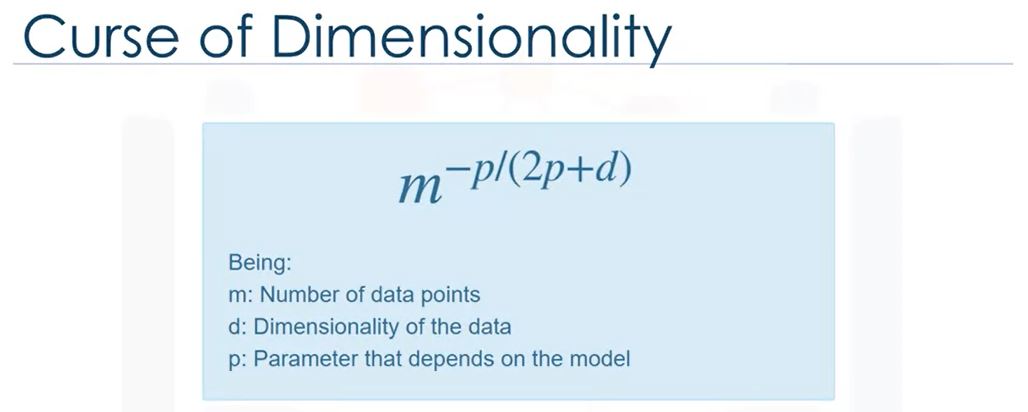 Curse of Dimensionality
m^{-p/(2p+d)}
Being:
m: Number of data points
d: Dimensionality of the data
p: Parameter that depends on the model